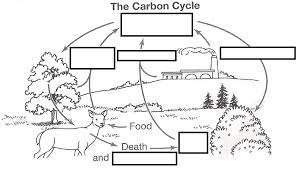 The Carbon Cycle
Food
Death
and